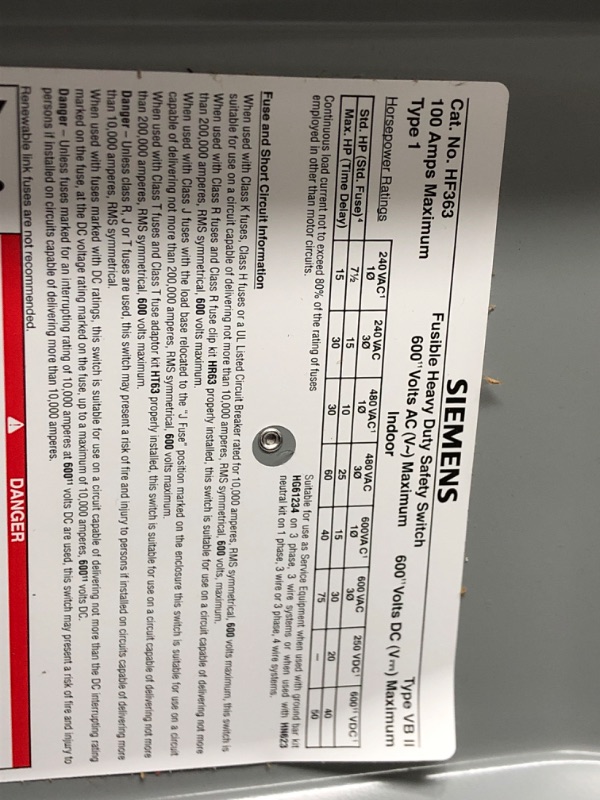 SIEMENS
Cat. No. HF363 Fusible Heavy Duty Safety Switch Type VB II
100 Amps Maximum 600¹¹ Volts AC (V~) Maximum 600¹¹ Volts DC (V⎓) Maximum
Type 1 Indoor
Horsepower Ratings 240 VAC¹ 1Ø 240 VAC 3Ø 480 VAC¹ 1Ø 480 VAC 3Ø 600 VAC¹ 1Ø 600 VAC 3Ø 250 VDC¹ 600¹¹ VDC¹
Std. HP (Std. Fuse)⁴ 7½ 15 10 25 15 30 20 40
Max. HP (Time Delay) 15 30 30 60 40 75 – 50
Continuous load current not to exceed 80% of the rating of fuses
employed in other than motor circuits.
Suitable for use as Service Equipment when used with ground bar kit
HG61234 on 3 phase, 3 wire systems or when used with HN623
neutral kit on 1 phase, 3 wire or 3 phase, 4 wire systems.
Fuse and Short Circuit Information
When used with Class K fuses, Class H fuses or a UL Listed Circuit Breaker rated for 10,000 amperes, RMS symmetrical, 600 volts maximum, this switch is
suitable for use on a circuit capable of delivering not more than 10,000 amperes, RMS symmetrical, 600 volts, maximum.
When used with Class R fuses and Class R fuse clip kit HR63 properly installed, this switch is suitable for use on a circuit capable of delivering not more
than 200,000 amperes, RMS symmetrical, 600 volts maximum.
When used with Class J fuses with the load base relocated to the "J Fuse" position marked on the enclosure this switch is suitable for use on a circuit
capable of delivering not more than 200,000 amperes, RMS symmetrical, 600 volts maximum.
When used with Class T fuses and Class T fuse adaptor kit HT63 properly installed, this switch is suitable for use on a circuit capable of delivering not more
than 200,000 amperes, RMS symmetrical, 600 volts maximum.
Danger – Unless class R, J or T fuses are used, this switch may present a risk of fire and injury to persons if installed on circuits capable of delivering more
than 10,000 amperes, RMS symmetrical.
When used with fuses marked with DC ratings, this switch is suitable for use on a circuit capable of delivering not more than the DC interrupting rating
marked on the fuse, at the DC voltage rating marked on the fuse, up to a maximum of 10,000 amperes, 600¹¹ volts DC.
Danger – Unless fuses marked for an interrupting rating of 10,000 amperes at 600¹¹ volts DC are used, this switch may present a risk of fire and injury to
persons if installed on circuits capable of delivering more than 10,000 amperes.
Renewable link fuses are not recommended.
DANGER